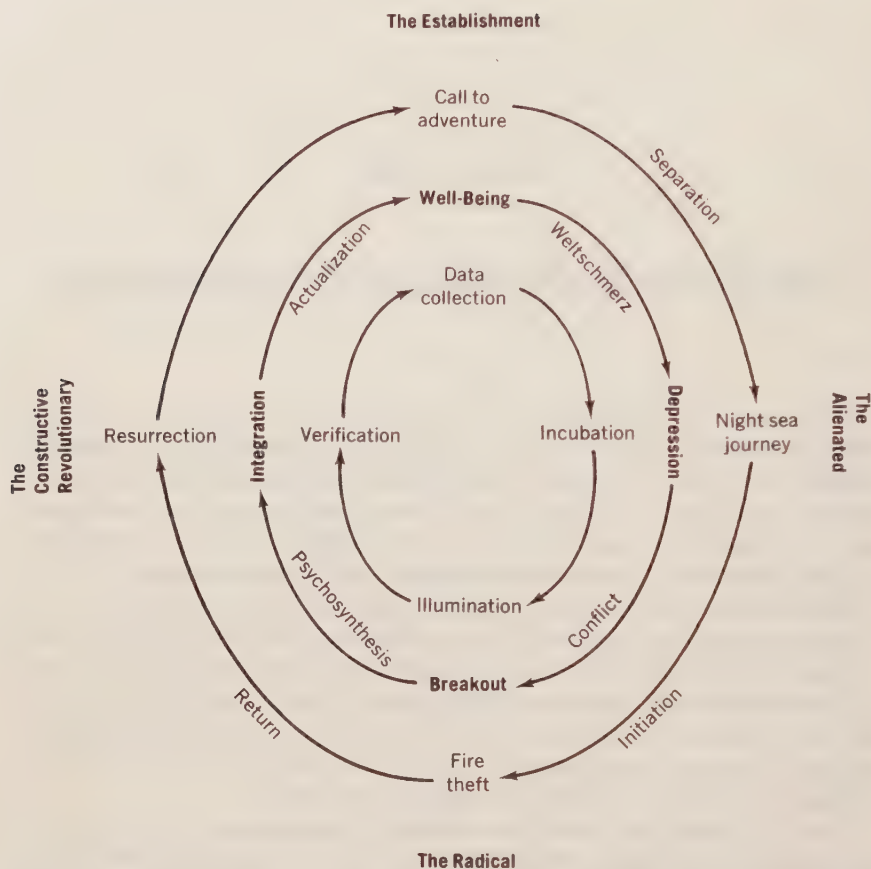 The Establishment
Call to
adventure
Separation
Well-Being
Actualization
Weltschmerz
Data
collection
The
Constructive
Revolutionary
Resurrection
Integration
Verification
Incubation
Depression
Night sea
journey
The
Alienated
Illumination
Psychosynthesis
Conflict
Breakout
Return
Initiation
Fire
theft
The Radical